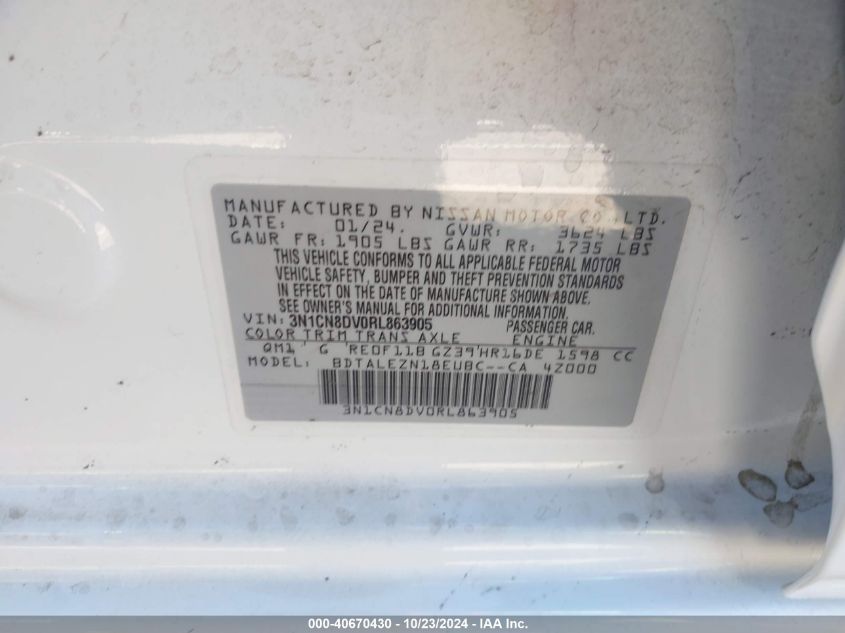 MANUFACTURED BY NISSAN MOTOR CO.,LTD.
DATE: 01/24. GVWR: 3624 LBS
GAWR FR: 1905 LBS GAWR RR: 1735 LBS
THIS VEHICLE CONFORMS TO ALL APPLICABLE FEDERAL MOTOR
VEHICLE SAFETY, BUMPER AND THEFT PREVENTION STANDARDS
IN EFFECT ON THE DATE OF MANUFACTURE SHOWN ABOVE.
SEE OWNER'S MANUAL FOR ADDITIONAL INFORMATION.
VIN: 3N1CN8DV0RL863905 PASSENGER CAR.
COLOR TRIM TRANS AXLE ENGINE
QM1 G RE0F11B GZ39 HR16DE 1598 CC
MODEL: BDTALEZN18EUBC--CA 4Z000
3N1CN8DV0RL863905
000-40670430 - 10/23/2024 - IAA Inc.